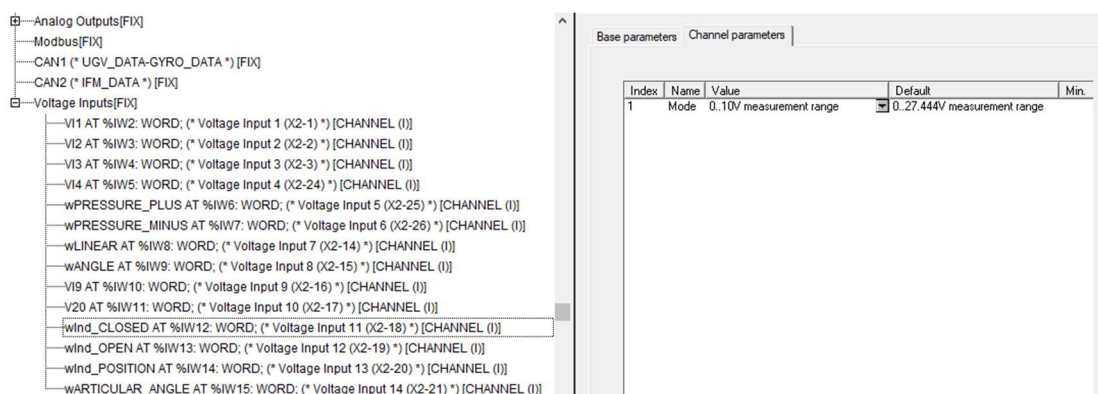 Analog Outputs[FIX]
Modbus[FIX]
CAN1 (* UGV_DATA-GYRO_DATA *) [FIX]
CAN2 (* IFM_DATA *) [FIX]
Voltage Inputs[FIX]
VI1 AT %IW2: WORD; (* Voltage Input 1 (X2-1) *) [CHANNEL (I)]
VI2 AT %IW3: WORD; (* Voltage Input 2 (X2-2) *) [CHANNEL (I)]
VI3 AT %IW4: WORD; (* Voltage Input 3 (X2-3) *) [CHANNEL (I)]
VI4 AT %IW5: WORD; (* Voltage Input 4 (X2-24) *) [CHANNEL (I)]
wPRESSURE_PLUS AT %IW6: WORD; (* Voltage Input 5 (X2-25) *) [CHANNEL (I)]
wPRESSURE_MINUS AT %IW7: WORD; (* Voltage Input 6 (X2-26) *) [CHANNEL (I)]
wLINEAR AT %IW8: WORD; (* Voltage Input 7 (X2-14) *) [CHANNEL (I)]
wANGLE AT %IW9: WORD; (* Voltage Input 8 (X2-15) *) [CHANNEL (I)]
VI9 AT %IW10: WORD; (* Voltage Input 9 (X2-16) *) [CHANNEL (I)]
V20 AT %IW11: WORD; (* Voltage Input 10 (X2-17) *) [CHANNEL (I)]
wInd_CLOSED AT %IW12: WORD; (* Voltage Input 11 (X2-18) *) [CHANNEL (I)]
wInd_OPEN AT %IW13: WORD; (* Voltage Input 12 (X2-19) *) [CHANNEL (I)]
wInd_POSITION AT %IW14: WORD; (* Voltage Input 13 (X2-20) *) [CHANNEL (I)]
wARTICULAR_ANGLE AT %IW15: WORD; (* Voltage Input 14 (X2-21) *) [CHANNEL (I)]
Base parameters Channel parameters
Index Name Value Default Min.
1 Mode 0..10V measurement range 0..27.444V measurement range